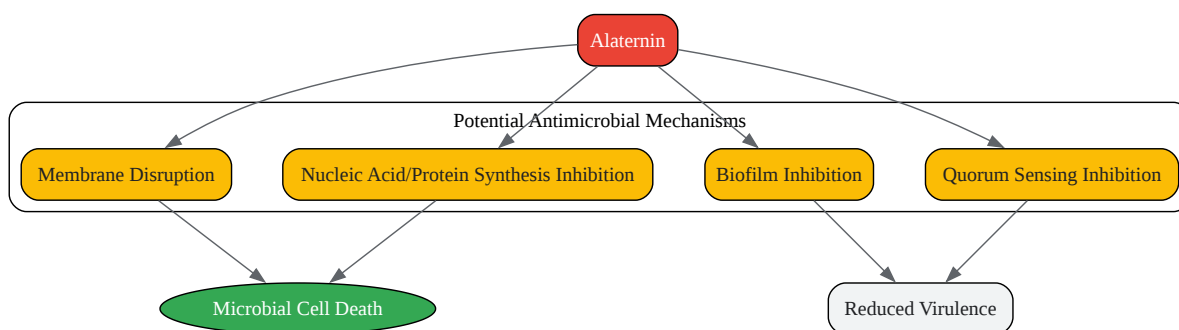 Alaternin
Potential Antimicrobial Mechanisms
Membrane Disruption
Nucleic Acid/Protein Synthesis Inhibition
Biofilm Inhibition
Quorum Sensing Inhibition
Microbial Cell Death
Reduced Virulence